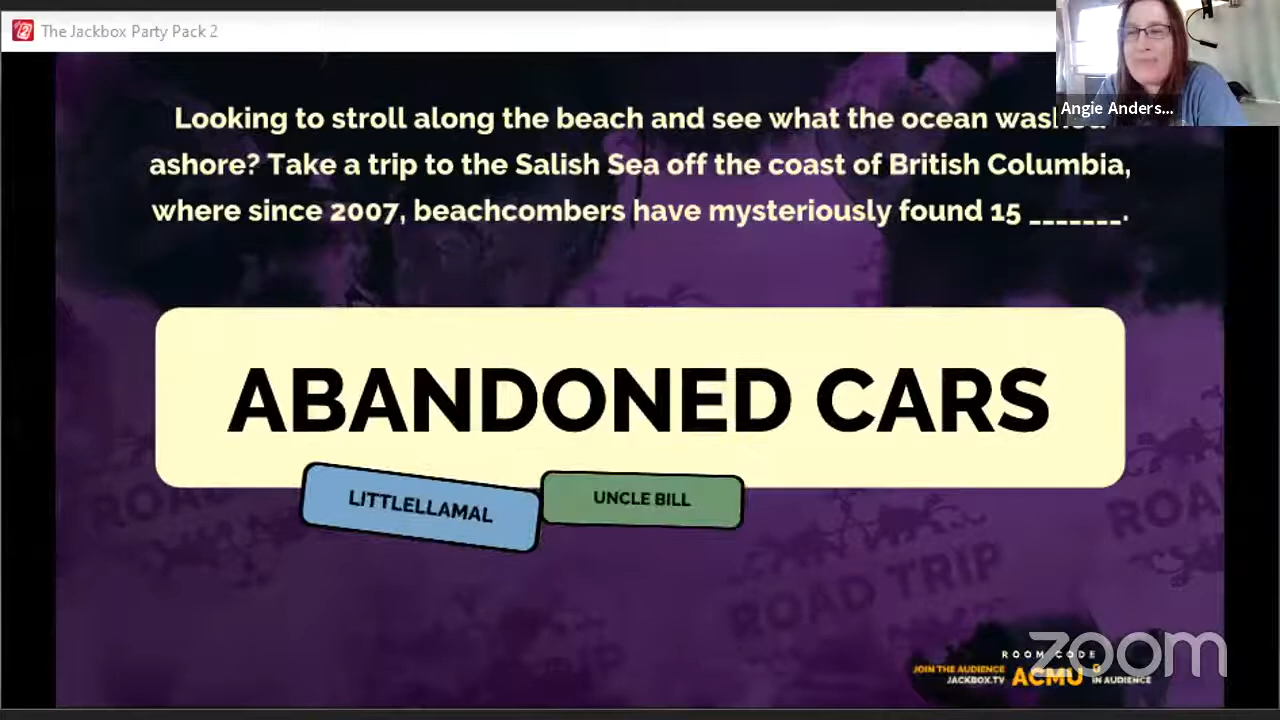 The Jackbox Party Pack 2
Angie Anders...
Looking to stroll along the beach and see what the ocean washed
ashore? Take a trip to the Salish Sea off the coast of British Columbia,
where since 2007, beachcombers have mysteriously found 15 _______.
ABANDONED CARS
LITTLELLAMAL
UNCLE BILL
ROAD TRIP
ROOM CODE
JOIN THE AUDIENCE
JACKBOX.TV
ACMU
0
IN AUDIENCE
zoom